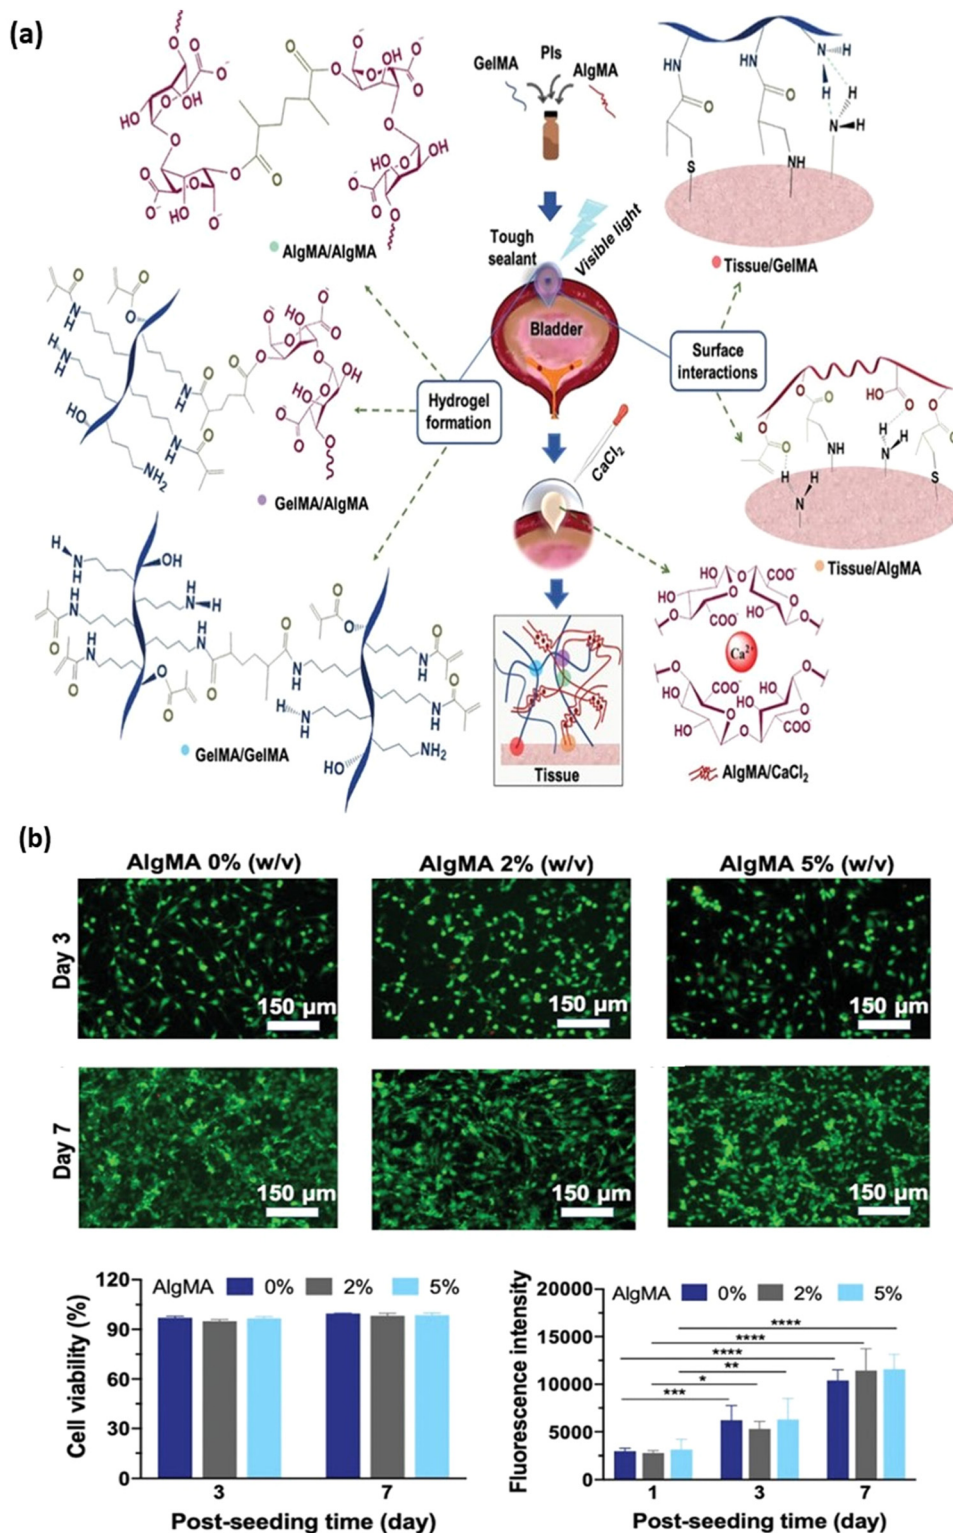 (a)
GelMA
PIs
AlgMA
AlgMA/AlgMA
Tough
sealant
Visible light
Bladder
Tissue/GelMA
Hydrogel
formation
Surface
interactions
GelMA/AlgMA
CaCl₂
Tissue/AlgMA
GelMA/GelMA
Tissue
Ca²⁺
AlgMA/CaCl₂
(b)
AlgMA 0% (w/v)
AlgMA 2% (w/v)
AlgMA 5% (w/v)
Day 3
150 µm
150 µm
150 µm
Day 7
150 µm
150 µm
150 µm
AlgMA 0% 2% 5%
Cell viability (%)
120
90
60
30
0
3 7
Post-seeding time (day)
AlgMA 0% 2% 5%
Fluorescence intensity
20000
15000
10000
5000
0
****
****
****
**
*
***
1 3 7
Post-seeding time (day)